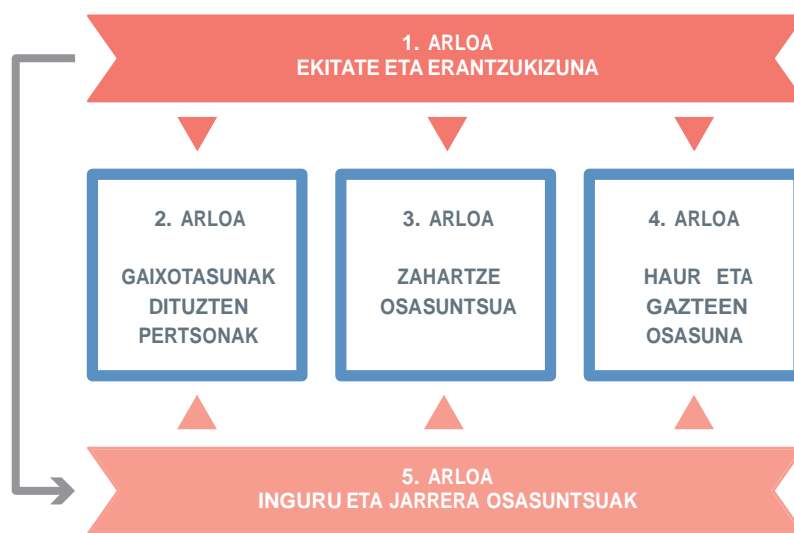 1. ARLOA
EKITATE ETA ERANTZUKIZUNA
2. ARLOA
GAIXOTASUNAK
DITUZTEN
PERTSONAK
3. ARLOA
ZAHARTZE
OSASUNTSUA
4. ARLOA
HAUR ETA
GAZTEEN
OSASUNA
5. ARLOA
INGURU ETA JARRERA OSASUNTSUAK